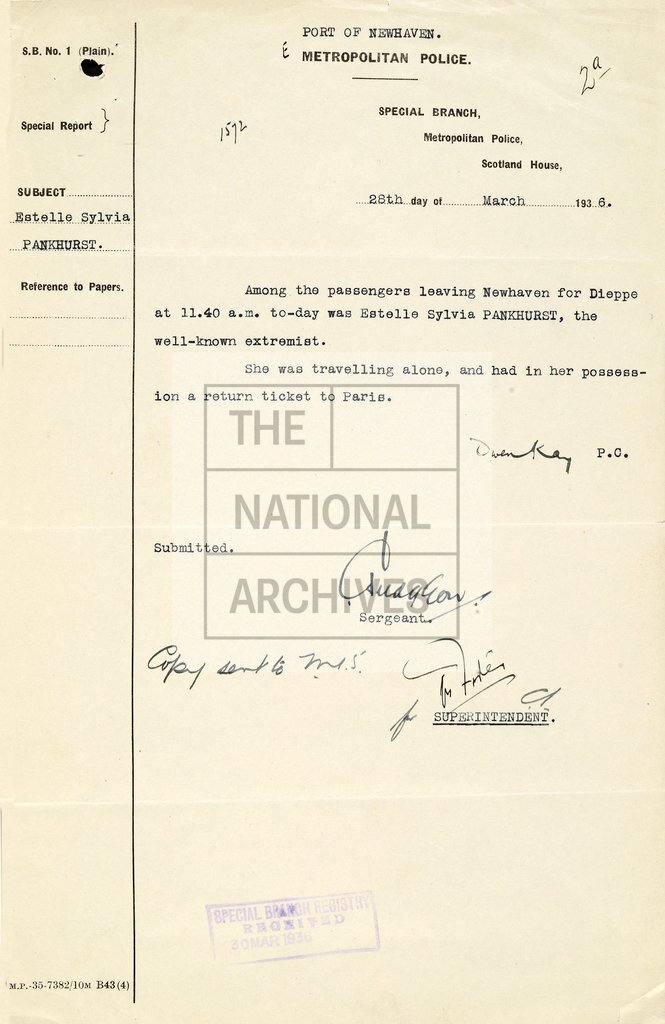 PORT OF NEWHAVEN.
S.B. No. 1 (Plain).
METROPOLITAN POLICE.
2a
Special Report }
1572
SPECIAL BRANCH,
Metropolitan Police,
Scotland House,
28th day of March 1936.
SUBJECT
Estelle Sylvia
PANKHURST.
Reference to Papers.
Among the passengers leaving Newhaven for Dieppe
at 11.40 a.m. to-day was Estelle Sylvia PANKHURST, the
well-known extremist.
She was travelling alone, and had in her possess-
ion a return ticket to Paris.
Owen Kay P.C.
Submitted.
Sergeant.
Copy sent to M.I.5.
for SUPERINTENDENT.
THE
NATIONAL
ARCHIVES
SPECIAL BRANCH REGISTRY
RECEIVED
30 MAR 1936
M.P.-35-7382/10M B43 (4)